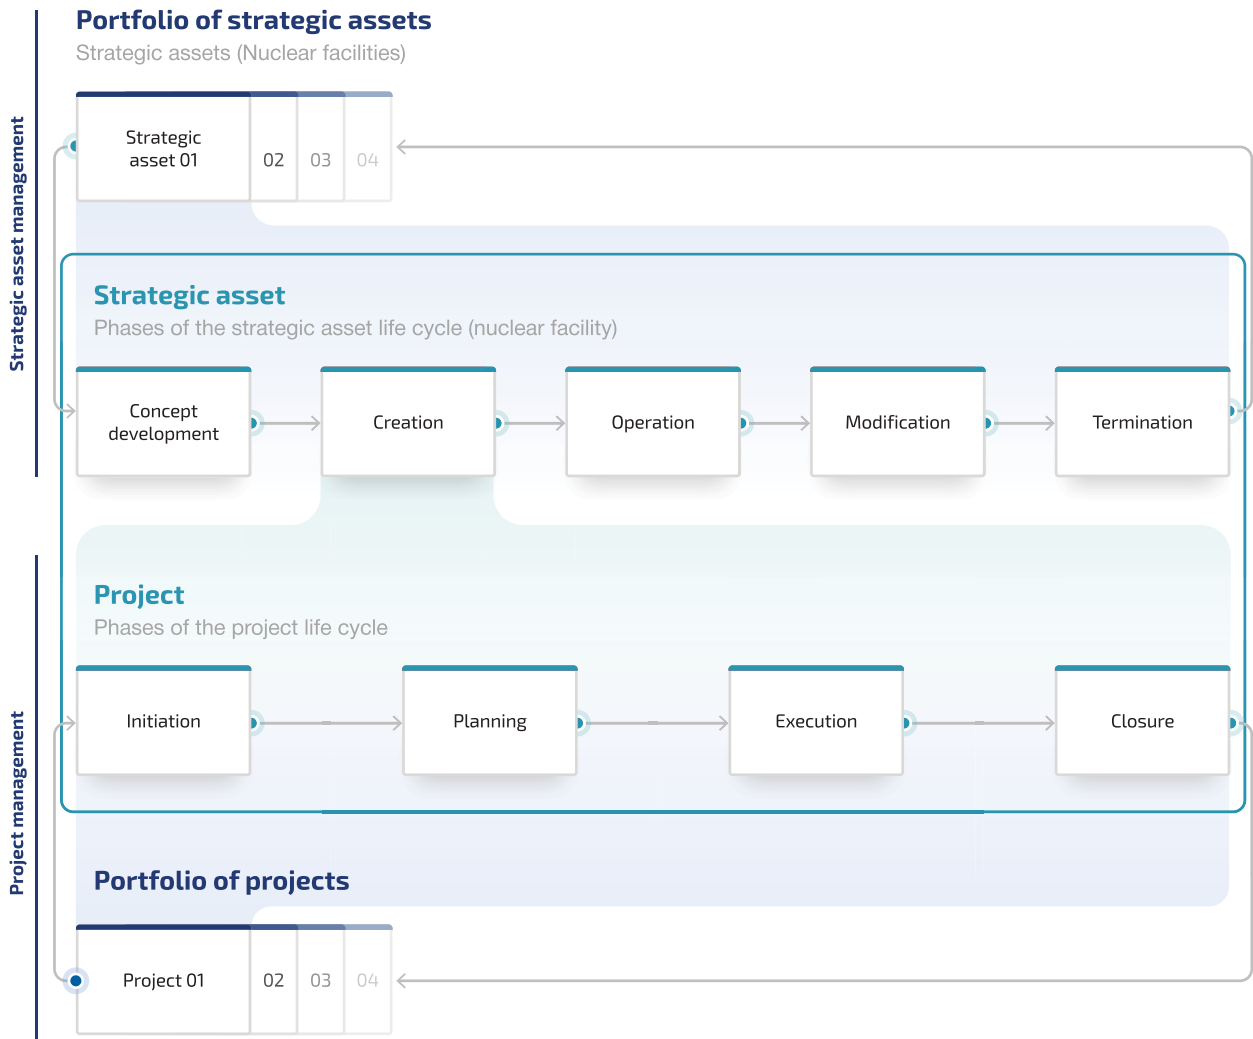 Portfolio of strategic assets
Strategic assets (Nuclear facilities)
Strategic asset management
Strategic
asset 01
02
03
04
Strategic asset
Phases of the strategic asset life cycle (nuclear facility)
Concept
development
Creation
Operation
Modification
Termination
Project management
Project
Phases of the project life cycle
Initiation
Planning
Execution
Closure
Portfolio of projects
Project 01
02
03
04